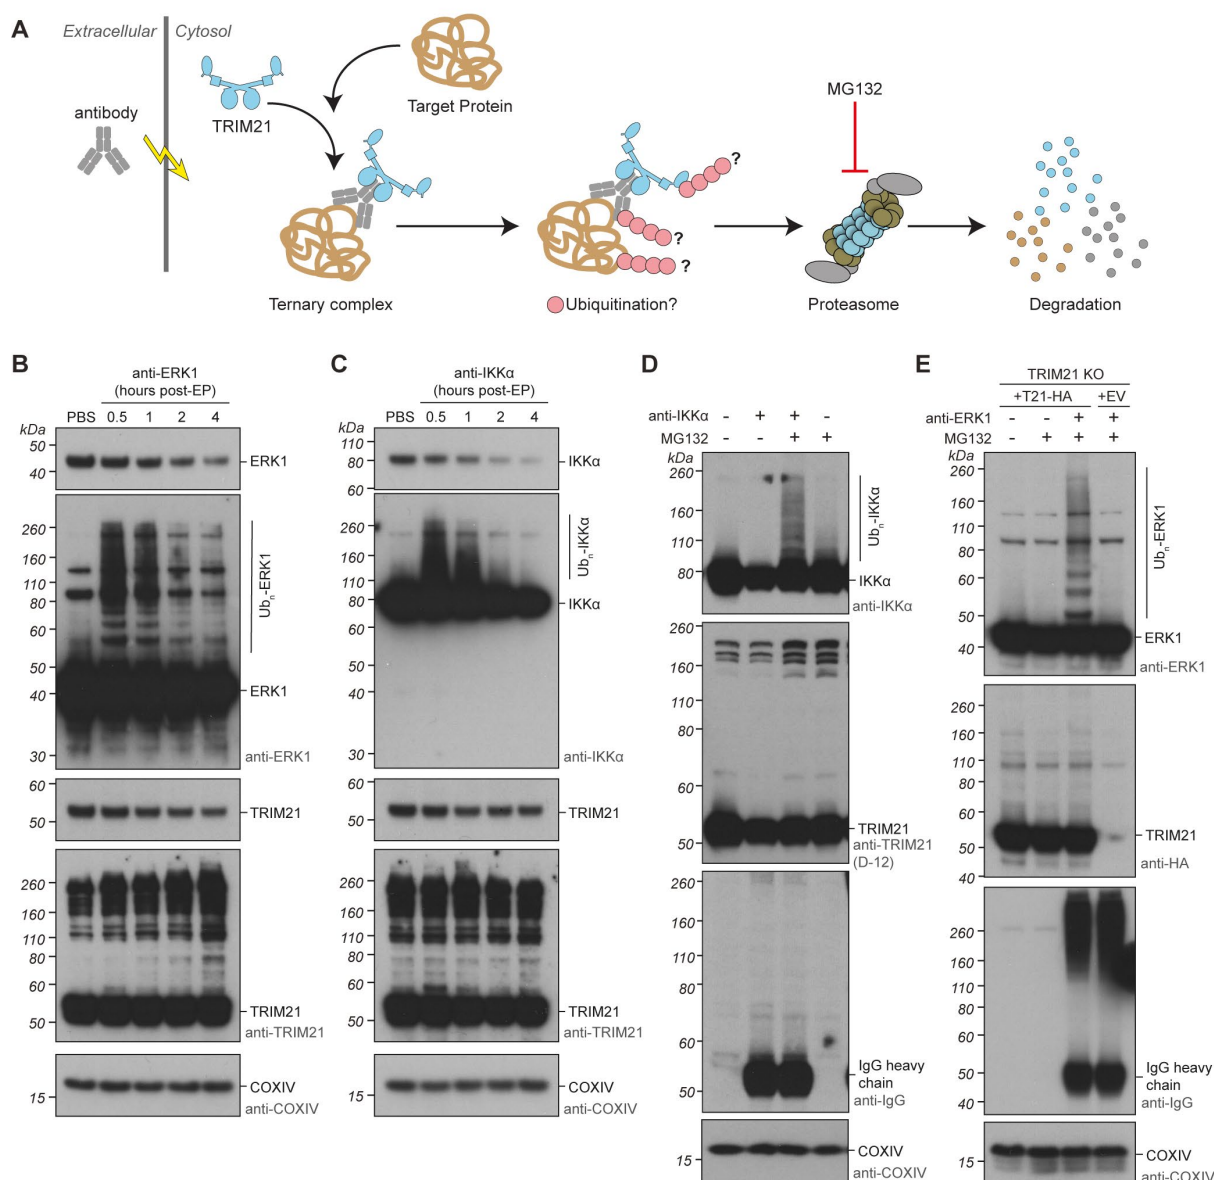 A
Extracellular
Cytosol
antibody
TRIM21
Target Protein
Ternary complex
?
?
?
Ubiquitination?
MG132
Proteasome
Degradation
B
anti-ERK1
(hours post-EP)
PBS 0.5 1 2 4
kDa
50
40
ERK1
260
160
110
80
60
50
40
30
Ubn-ERK1
ERK1
anti-ERK1
60
50
TRIM21
260
160
110
80
60
50
TRIM21
anti-TRIM21
15
COXIV
anti-COXIV
C
anti-IKKα
(hours post-EP)
PBS 0.5 1 2 4
kDa
110
80
60
IKKα
260
160
110
80
60
50
40
30
Ubn-IKKα
IKKα
anti-IKKα
60
50
TRIM21
260
160
110
80
60
50
TRIM21
anti-TRIM21
15
COXIV
anti-COXIV
D
anti-IKKα - + + -
MG132 - - + +
kDa
260
160
110
80
Ubn-IKKα
IKKα
anti-IKKα
260
160
110
80
60
50
TRIM21
anti-TRIM21
(D-12)
260
160
110
80
60
50
IgG heavy
chain
anti-IgG
15
COXIV
anti-COXIV
E
TRIM21 KO
+T21-HA +EV
anti-ERK1 - - + +
MG132 - + + +
kDa
260
160
110
80
60
50
40
Ubn-ERK1
ERK1
anti-ERK1
260
160
110
80
60
50
40
TRIM21
anti-HA
260
160
110
80
60
50
40
IgG heavy
chain
anti-IgG
15
COXIV
anti-COXIV